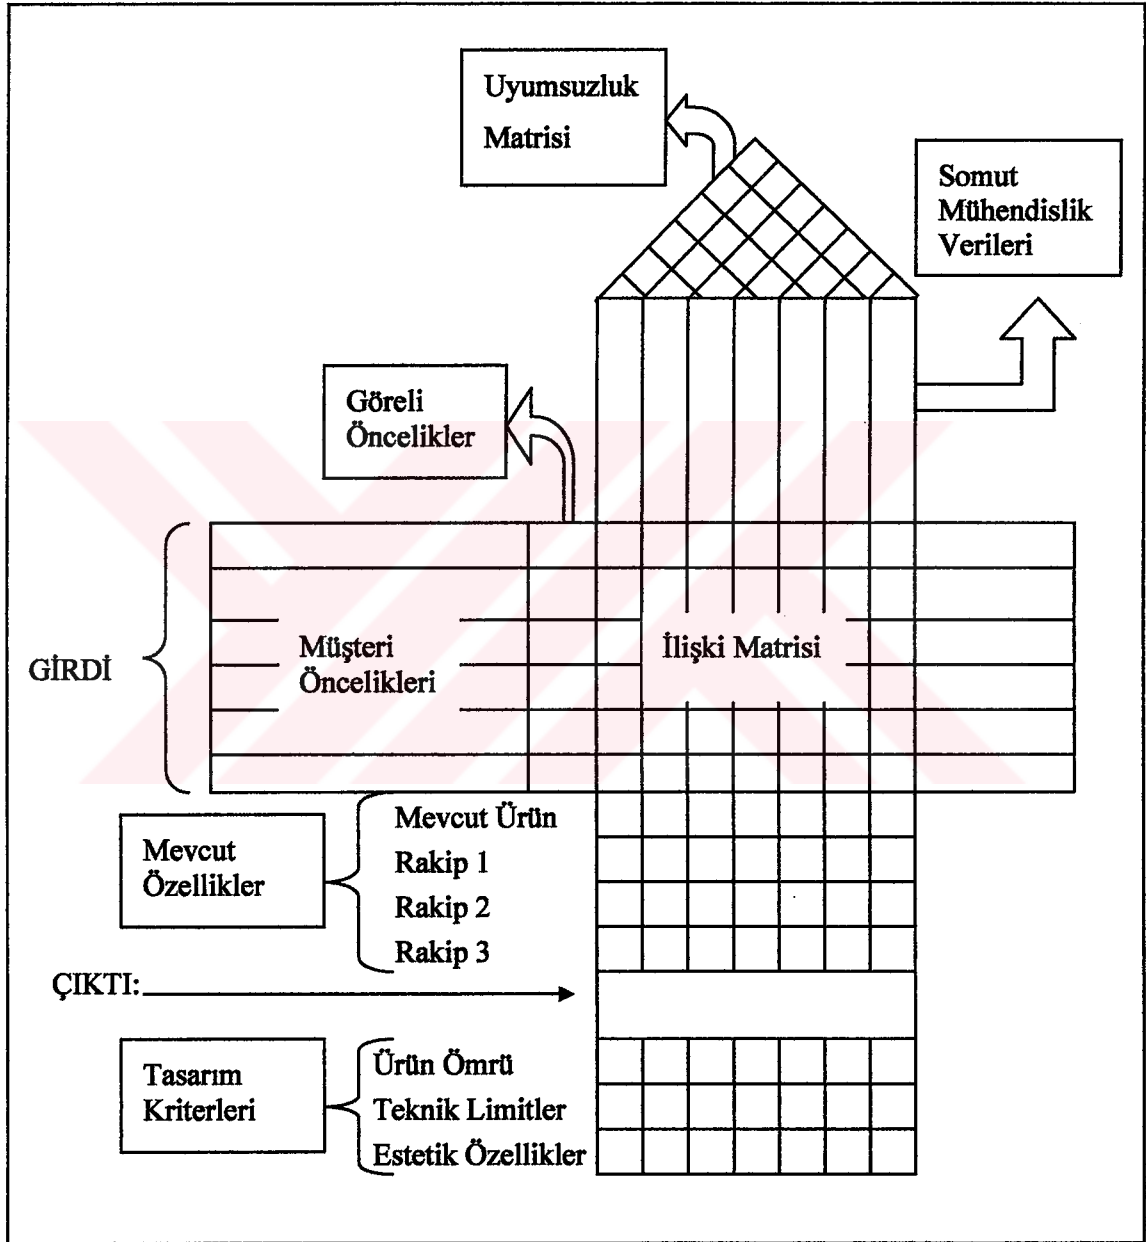 Uyumsuzluk
Matrisi
Somut
Mühendislik
Verileri
Göreli
Öncelikler
GİRDİ
Müşteri
Öncelikleri
İlişki Matrisi
Mevcut
Özellikler
Mevcut Ürün
Rakip 1
Rakip 2
Rakip 3
ÇIKTI:
Tasarım
Kriterleri
Ürün Ömrü
Teknik Limitler
Estetik Özellikler